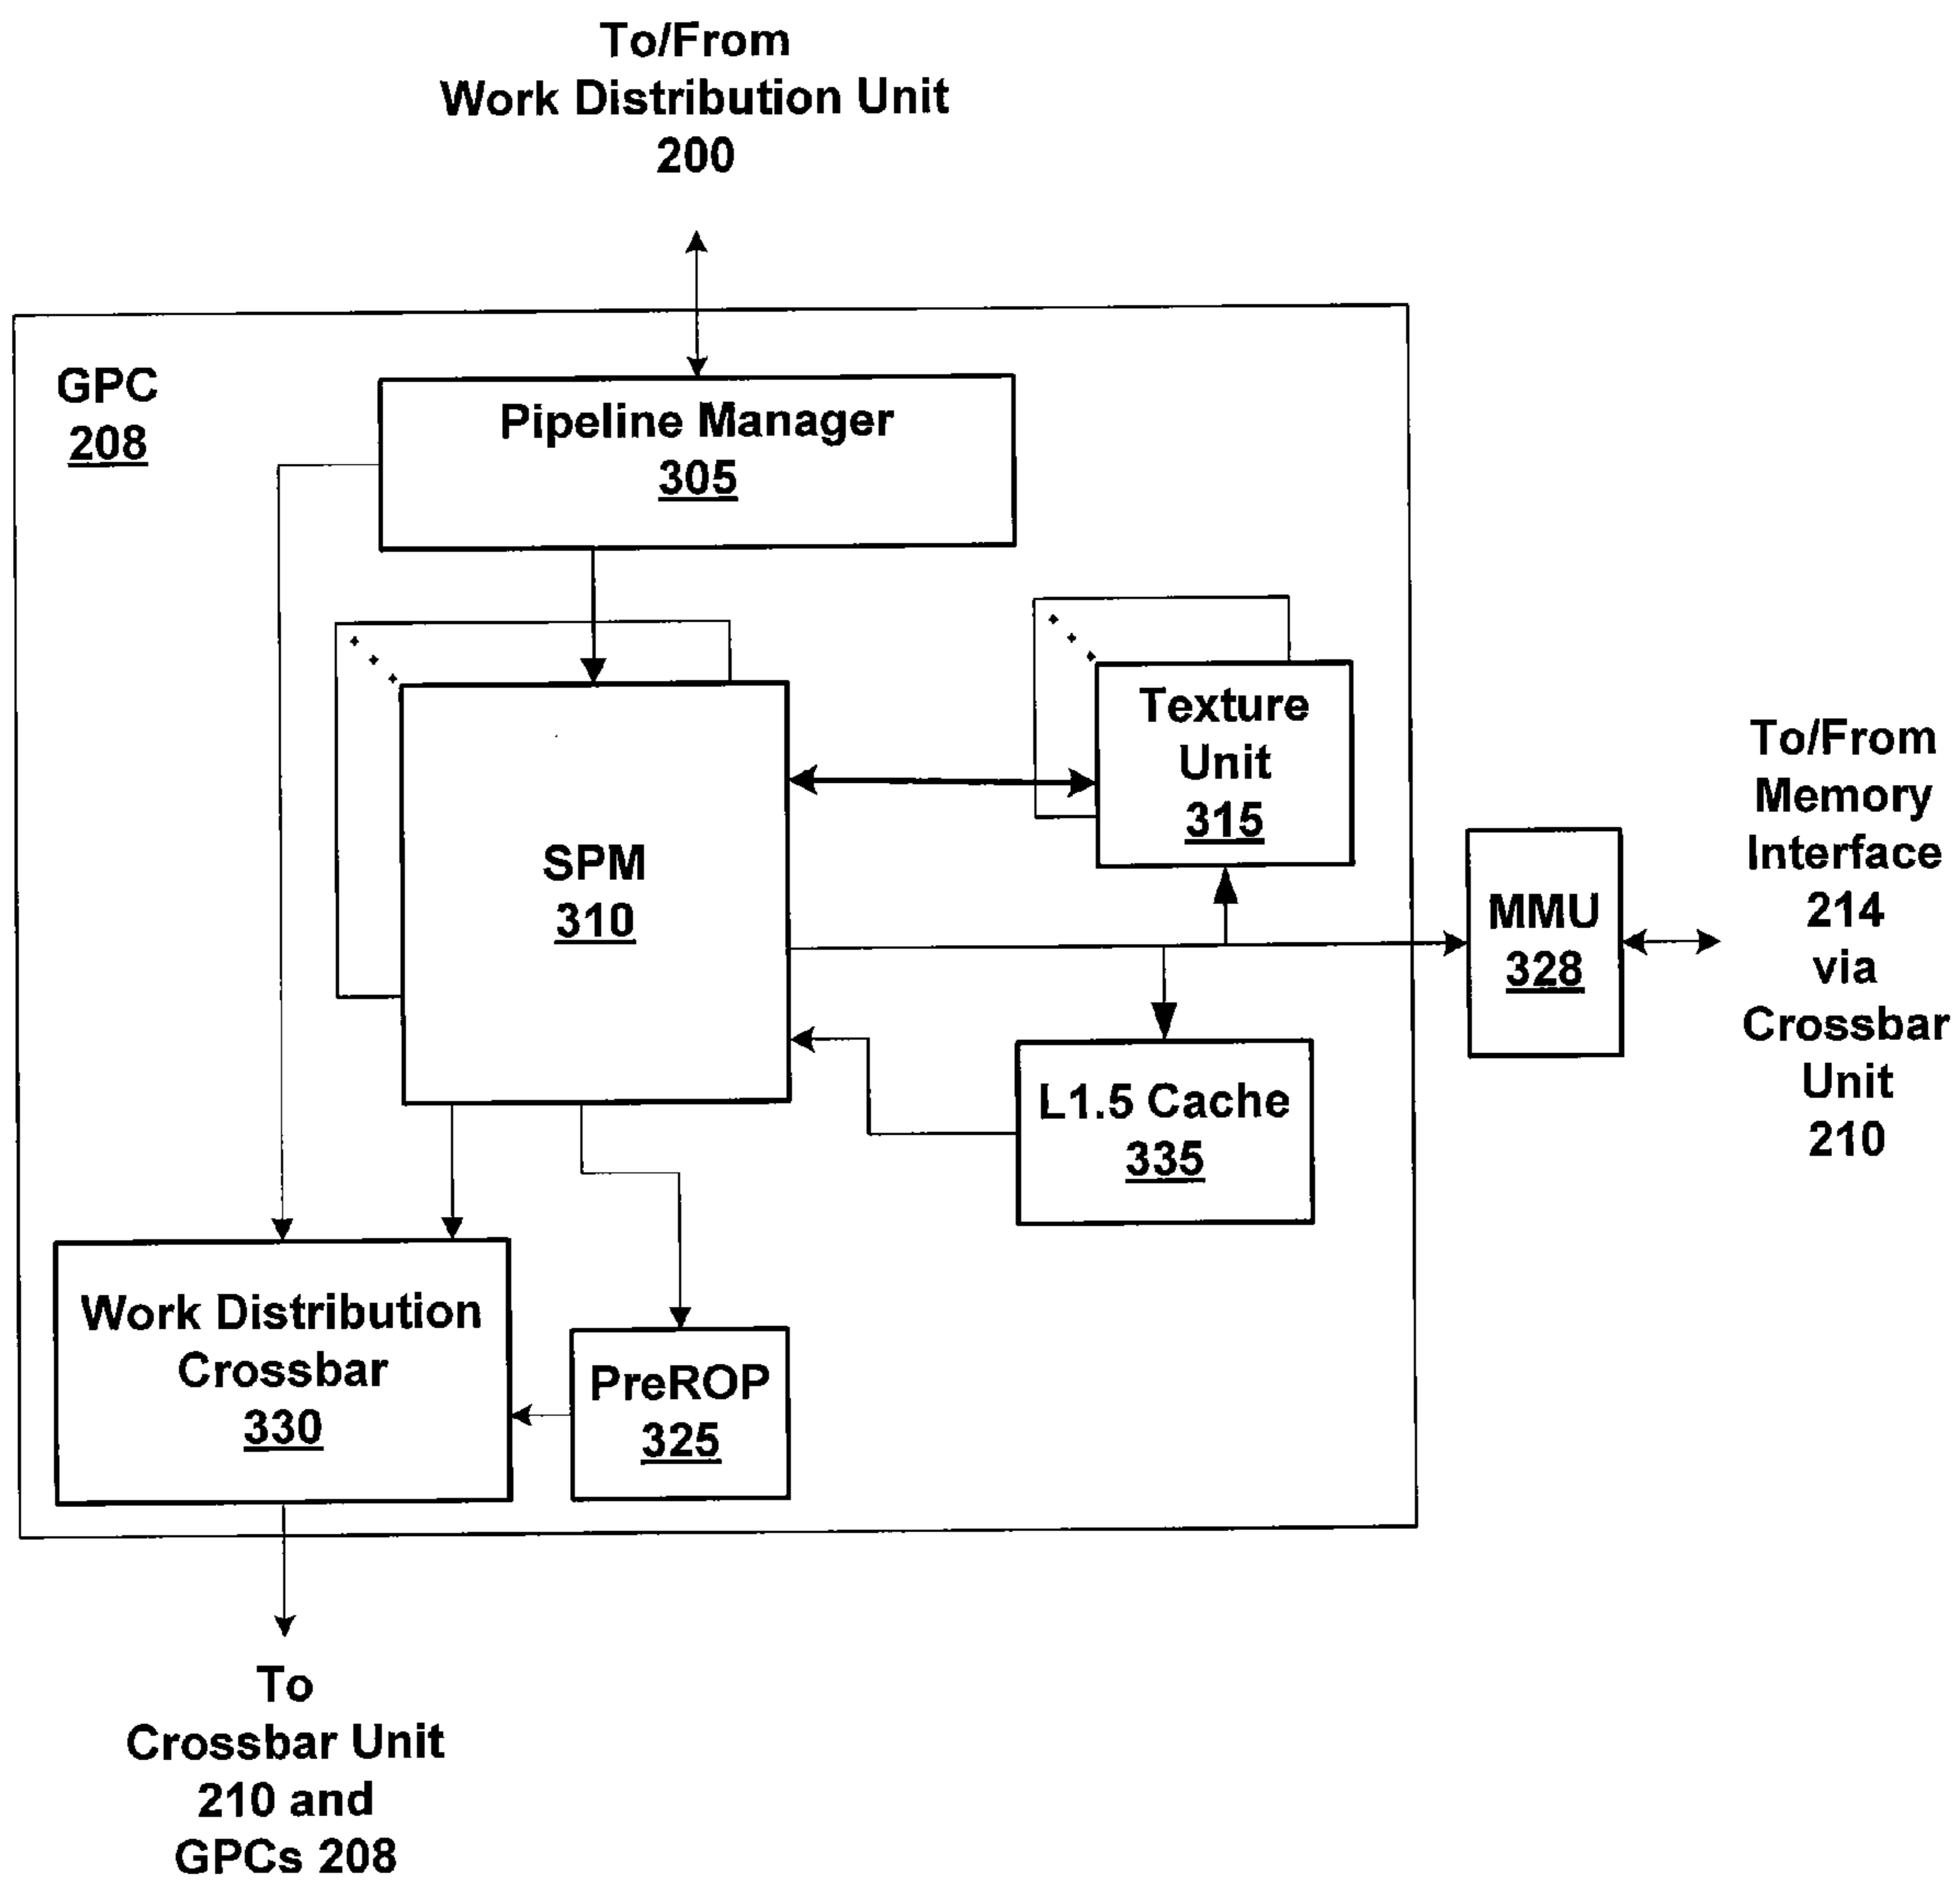 To/From
Work Distribution Unit
200
GPC
208
Pipeline Manager
305
Texture
Unit
315
SPM
310
To/From
Memory
Interface
214
via
Crossbar
Unit
210
MMU
328
L1.5 Cache
335
Work Distribution
Crossbar
330
PreROP
325
To
Crossbar Unit
210 and
GPCs 208